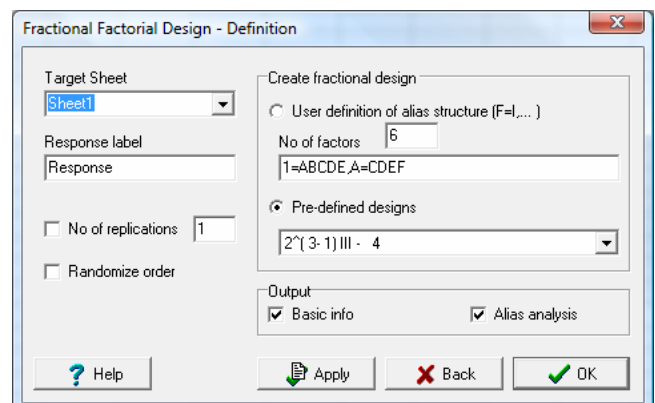 Fractional Factorial Design - Definition
Target Sheet
Sheet1
Response label
Response
No of replications 1
Randomize order
Create fractional design
User definition of alias structure (F=I,... )
No of factors 6
1=ABCDE,A=CDEF
Pre-defined designs
2^( 3- 1) III - 4
Output
Basic info
Alias analysis
? Help
Apply
Back
OK